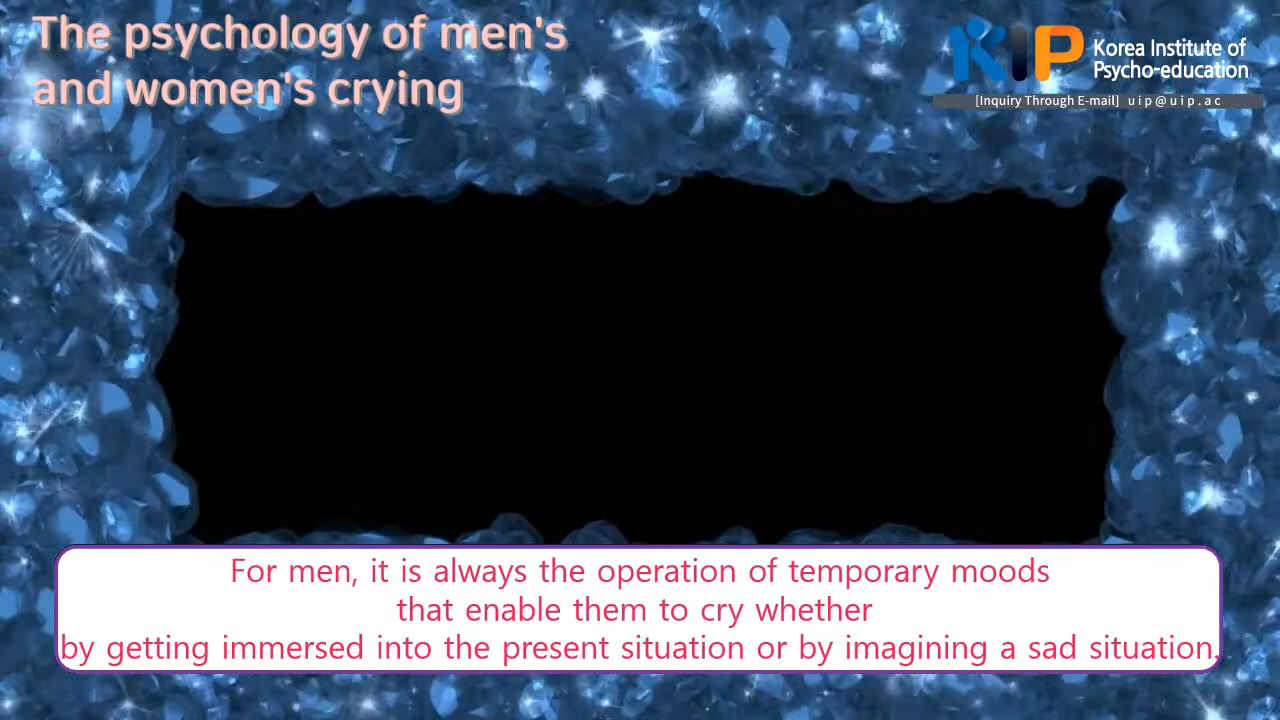 The psychology of men's
and women's crying
KIP
Korea Institute of
Psycho-education
[Inquiry Through E-mail] uip@uip.ac
For men, it is always the operation of temporary moods
that enable them to cry whether
by getting immersed into the present situation or by imagining a sad situation.